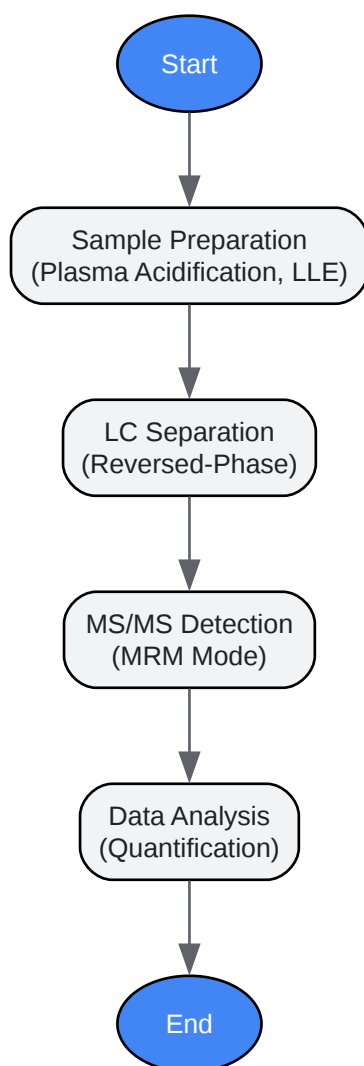 Start
Sample Preparation
(Plasma Acidification, LLE)
LC Separation
(Reversed-Phase)
MS/MS Detection
(MRM Mode)
Data Analysis
(Quantification)
End